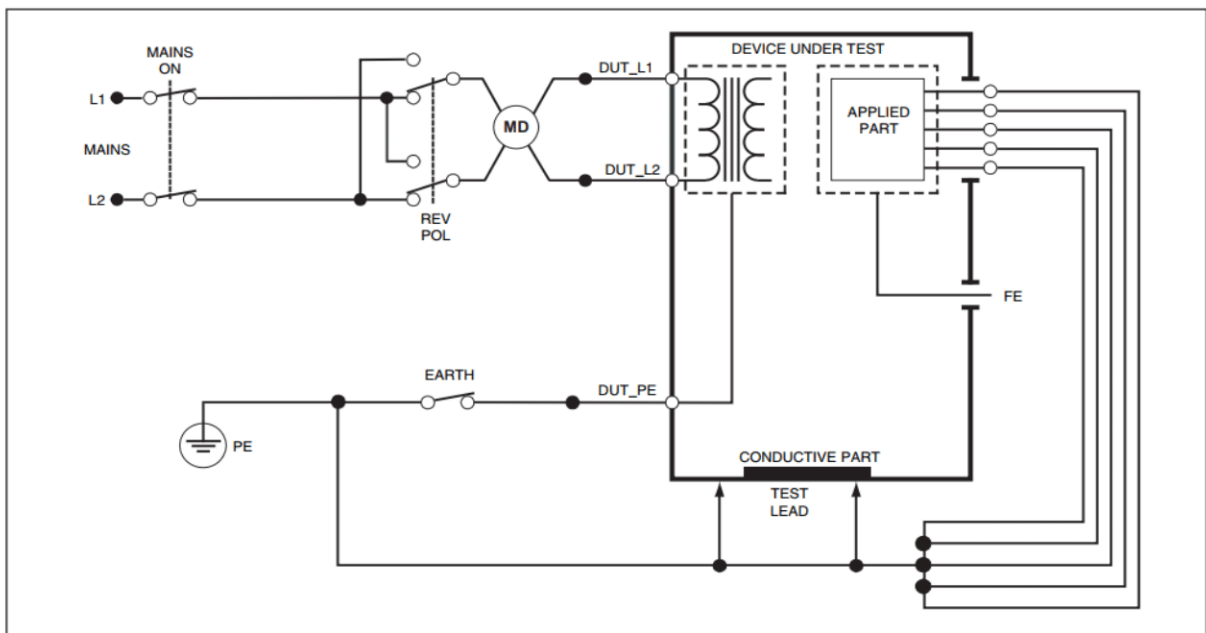 MAINS
ON
L1
MAINS
L2
REV
POL
MD
DUT_L1
DUT_L2
DEVICE UNDER TEST
APPLIED
PART
FE
EARTH
DUT_PE
PE
CONDUCTIVE PART
TEST
LEAD